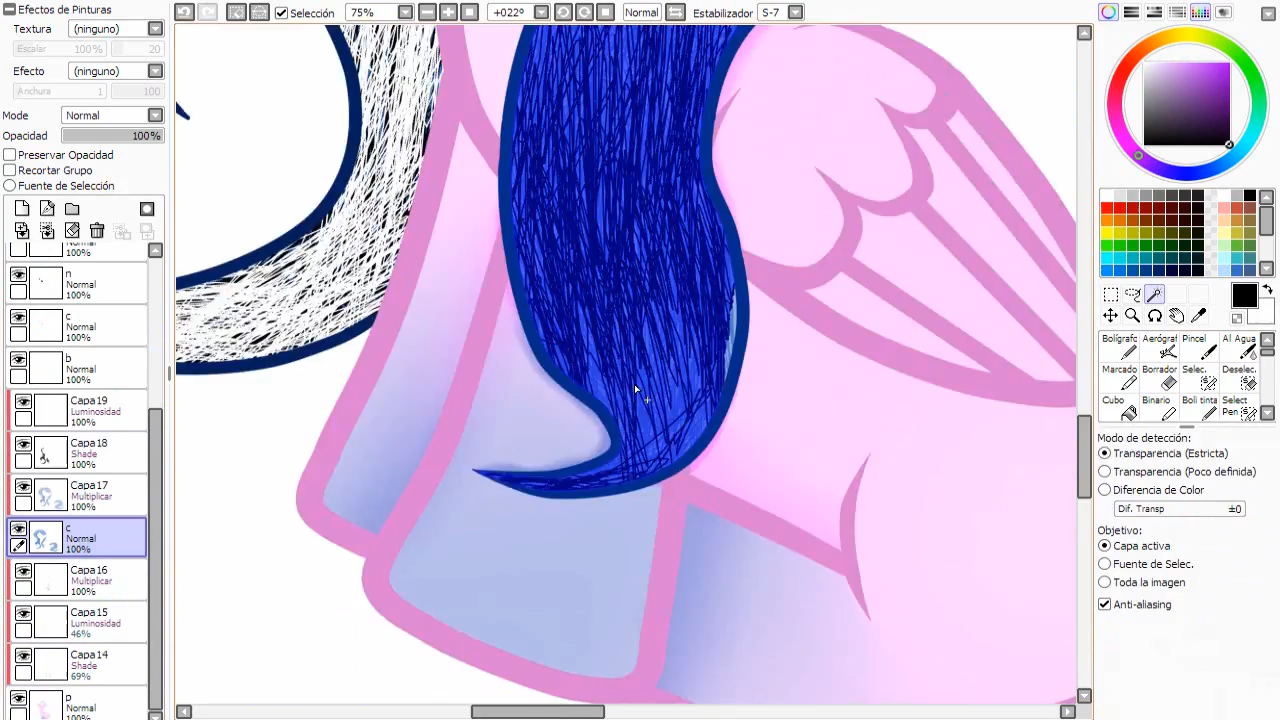 Efectos de Pinturas
Textura (ninguno)
Escalar 100% 20
Efecto (ninguno)
Anchura 1 100
Mode Normal
Opacidad 100%
Preservar Opacidad
Recortar Grupo
Fuente de Selección
Normal
100%
n
Normal
100%
c
Normal
100%
b
Normal
100%
Capa19
Luminosidad
100%
Capa18
Shade
100%
Capa17
Multiplicar
100%
c
Normal
100%
Capa16
Multiplicar
100%
Capa15
Luminosidad
46%
Capa14
Shade
69%
p
Normal
Selección 75% +022º Normal Estabilizador S-7
Bolígrafo Aerógraf Pincel Al Agua
Marcado Borrador Selec. Deselec.
Cubo Binario Boli tinta Select
Pen
Modo de detección:
Transparencia (Estricta)
Transparencia (Poco definida)
Diferencia de Color
Dif. Transp ±0
Objetivo:
Capa activa
Fuente de Selec.
Toda la imagen
Anti-aliasing